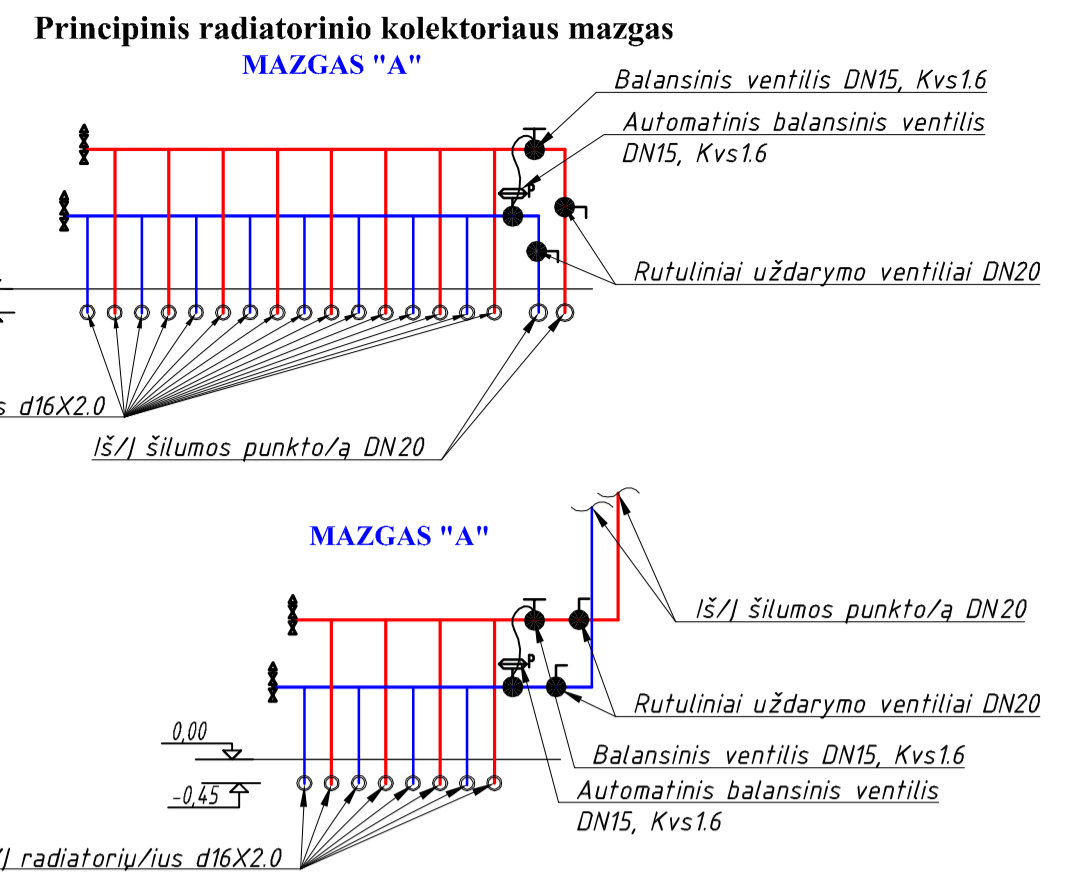 Principinis radiatorinio kolektoriaus mazgas
MAZGAS "A"
Balansinis ventilis DN15, Kvs1.6
Automatinis balansinis ventilis
DN15, Kvs1.6
P
Rutuliniai uždarymo ventiliai DN20
d16X2.0
Iš/Į šilumos punkto/ą DN20
MAZGAS "A"
Iš/Į šilumos punkto/ą DN20
P
Rutuliniai uždarymo ventiliai DN20
0,00
Balansinis ventilis DN15, Kvs1.6
-0,45
Automatinis balansinis ventilis
DN15, Kvs1.6
/Į radiatorių/ius d16X2.0